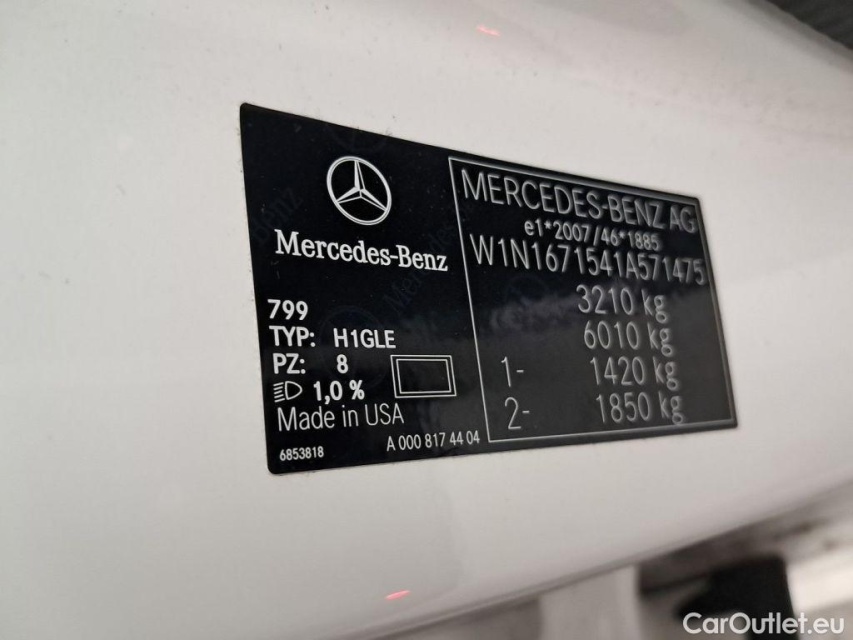 Mercedes-Benz
799
TYP: H1GLE
PZ: 8
1,0 %
Made in USA
6853818
A 000 817 44 04
MERCEDES-BENZ AG
e1*2007/46*1885
W1N1671541A571475
3210 kg
6010 kg
1- 1420 kg
2- 1850 kg
CarOutlet.eu